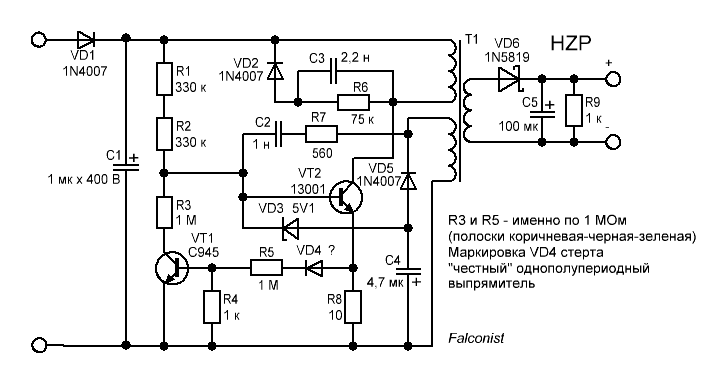 T1
HZP
VD1
1N4007
R1
330 к
VD2
1N4007
C3
2,2 н
R6
75 к
VD6
1N5819
+
-
C5
100 мк
R9
1 к
R2
330 к
C2
1 н
R7
560
C1
1 мк x 400 В
VT2
13001
VD5
1N4007
R3
1 М
VD3 5V1
VT1
C945
R5
1 М
VD4 ?
C4
4,7 мк
R4
1 к
R8
10
R3 и R5 - именно по 1 МОм
(полоски коричневая-черная-зеленая)
Маркировка VD4 стерта
"честный" однополупериодный
выпрямитель
Falconist